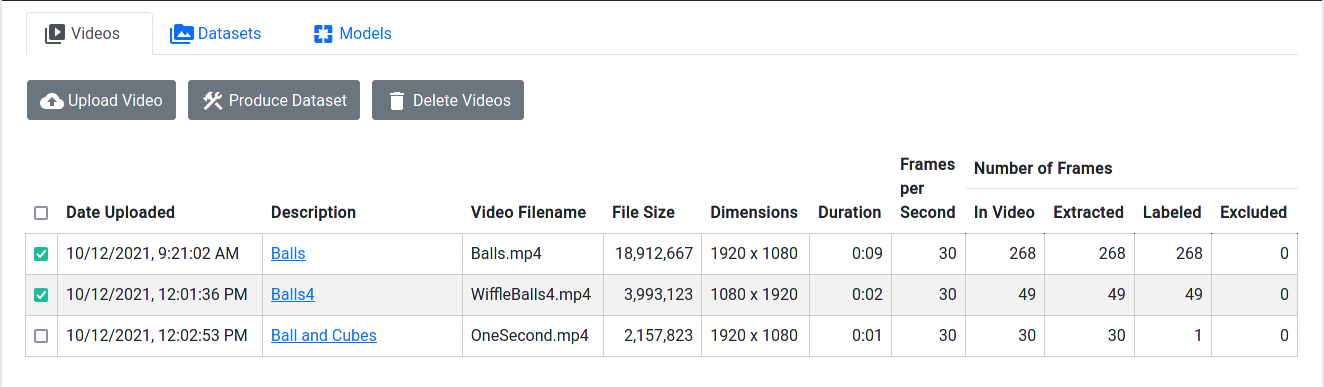 Videos Datasets Models
Upload Video Produce Dataset Delete Videos
Frames per Second Number of Frames
Date Uploaded Description Video Filename File Size Dimensions Duration In Video Extracted Labeled Excluded
10/12/2021, 9:21:02 AM Balls Balls.mp4 18,912,667 1920 x 1080 0:09 30 268 268 268 0
10/12/2021, 12:01:36 PM Balls4 WiffleBalls4.mp4 3,993,123 1080 x 1920 0:02 30 49 49 49 0
10/12/2021, 12:02:53 PM Ball and Cubes OneSecond.mp4 2,157,823 1920 x 1080 0:01 30 30 30 1 0